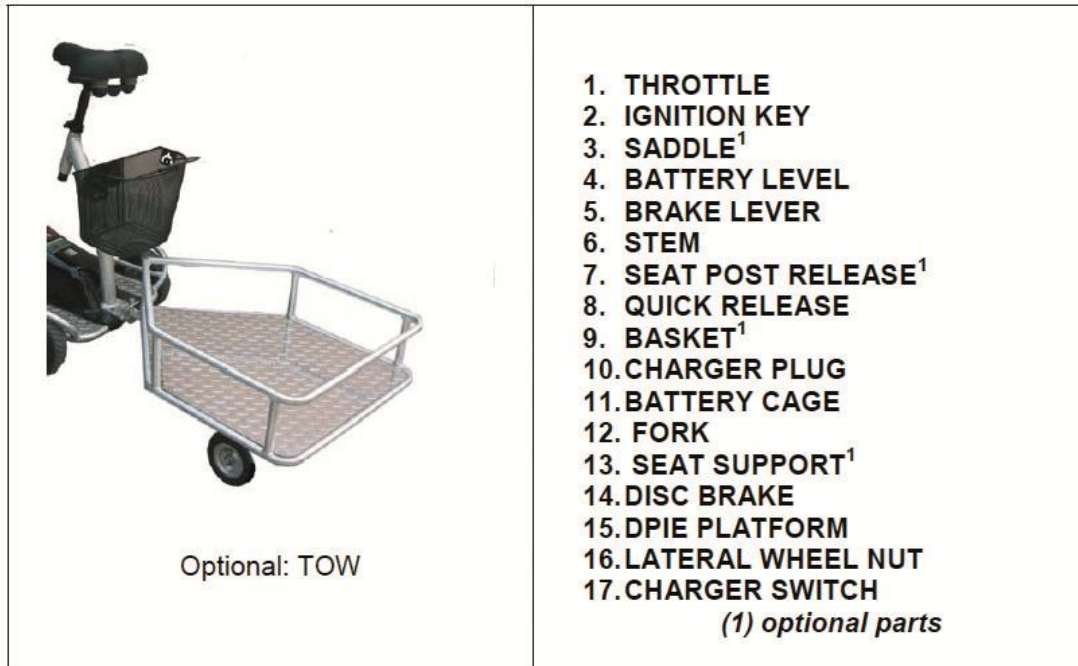 1. THROTTLE
2. IGNITION KEY
3. SADDLE¹
4. BATTERY LEVEL
5. BRAKE LEVER
6. STEM
7. SEAT POST RELEASE¹
8. QUICK RELEASE
9. BASKET¹
10. CHARGER PLUG
11. BATTERY CAGE
12. FORK
13. SEAT SUPPORT¹
14. DISC BRAKE
15. DPIE PLATFORM
16. LATERAL WHEEL NUT
17. CHARGER SWITCH
(1) optional parts
Optional: TOW